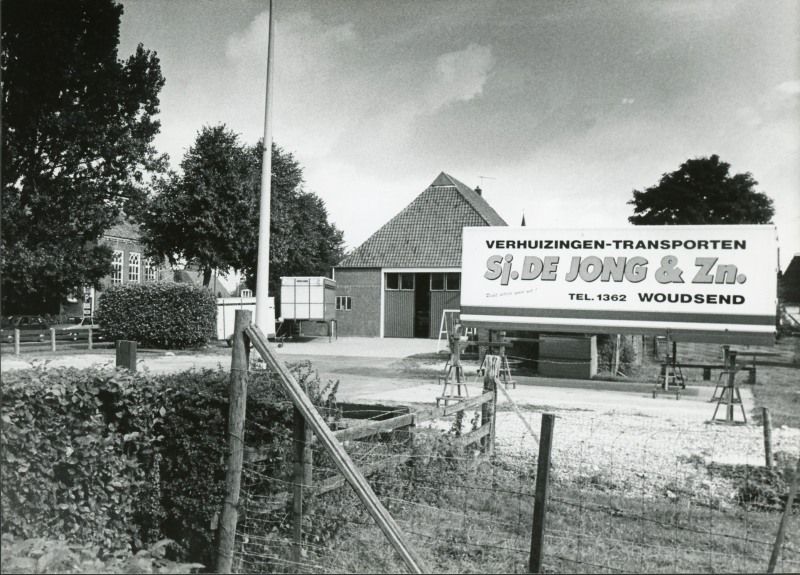 VERHUIZINGEN-TRANSPORTEN
Sj. DE JONG & Zn.
TEL. 1362 WOUDSEND